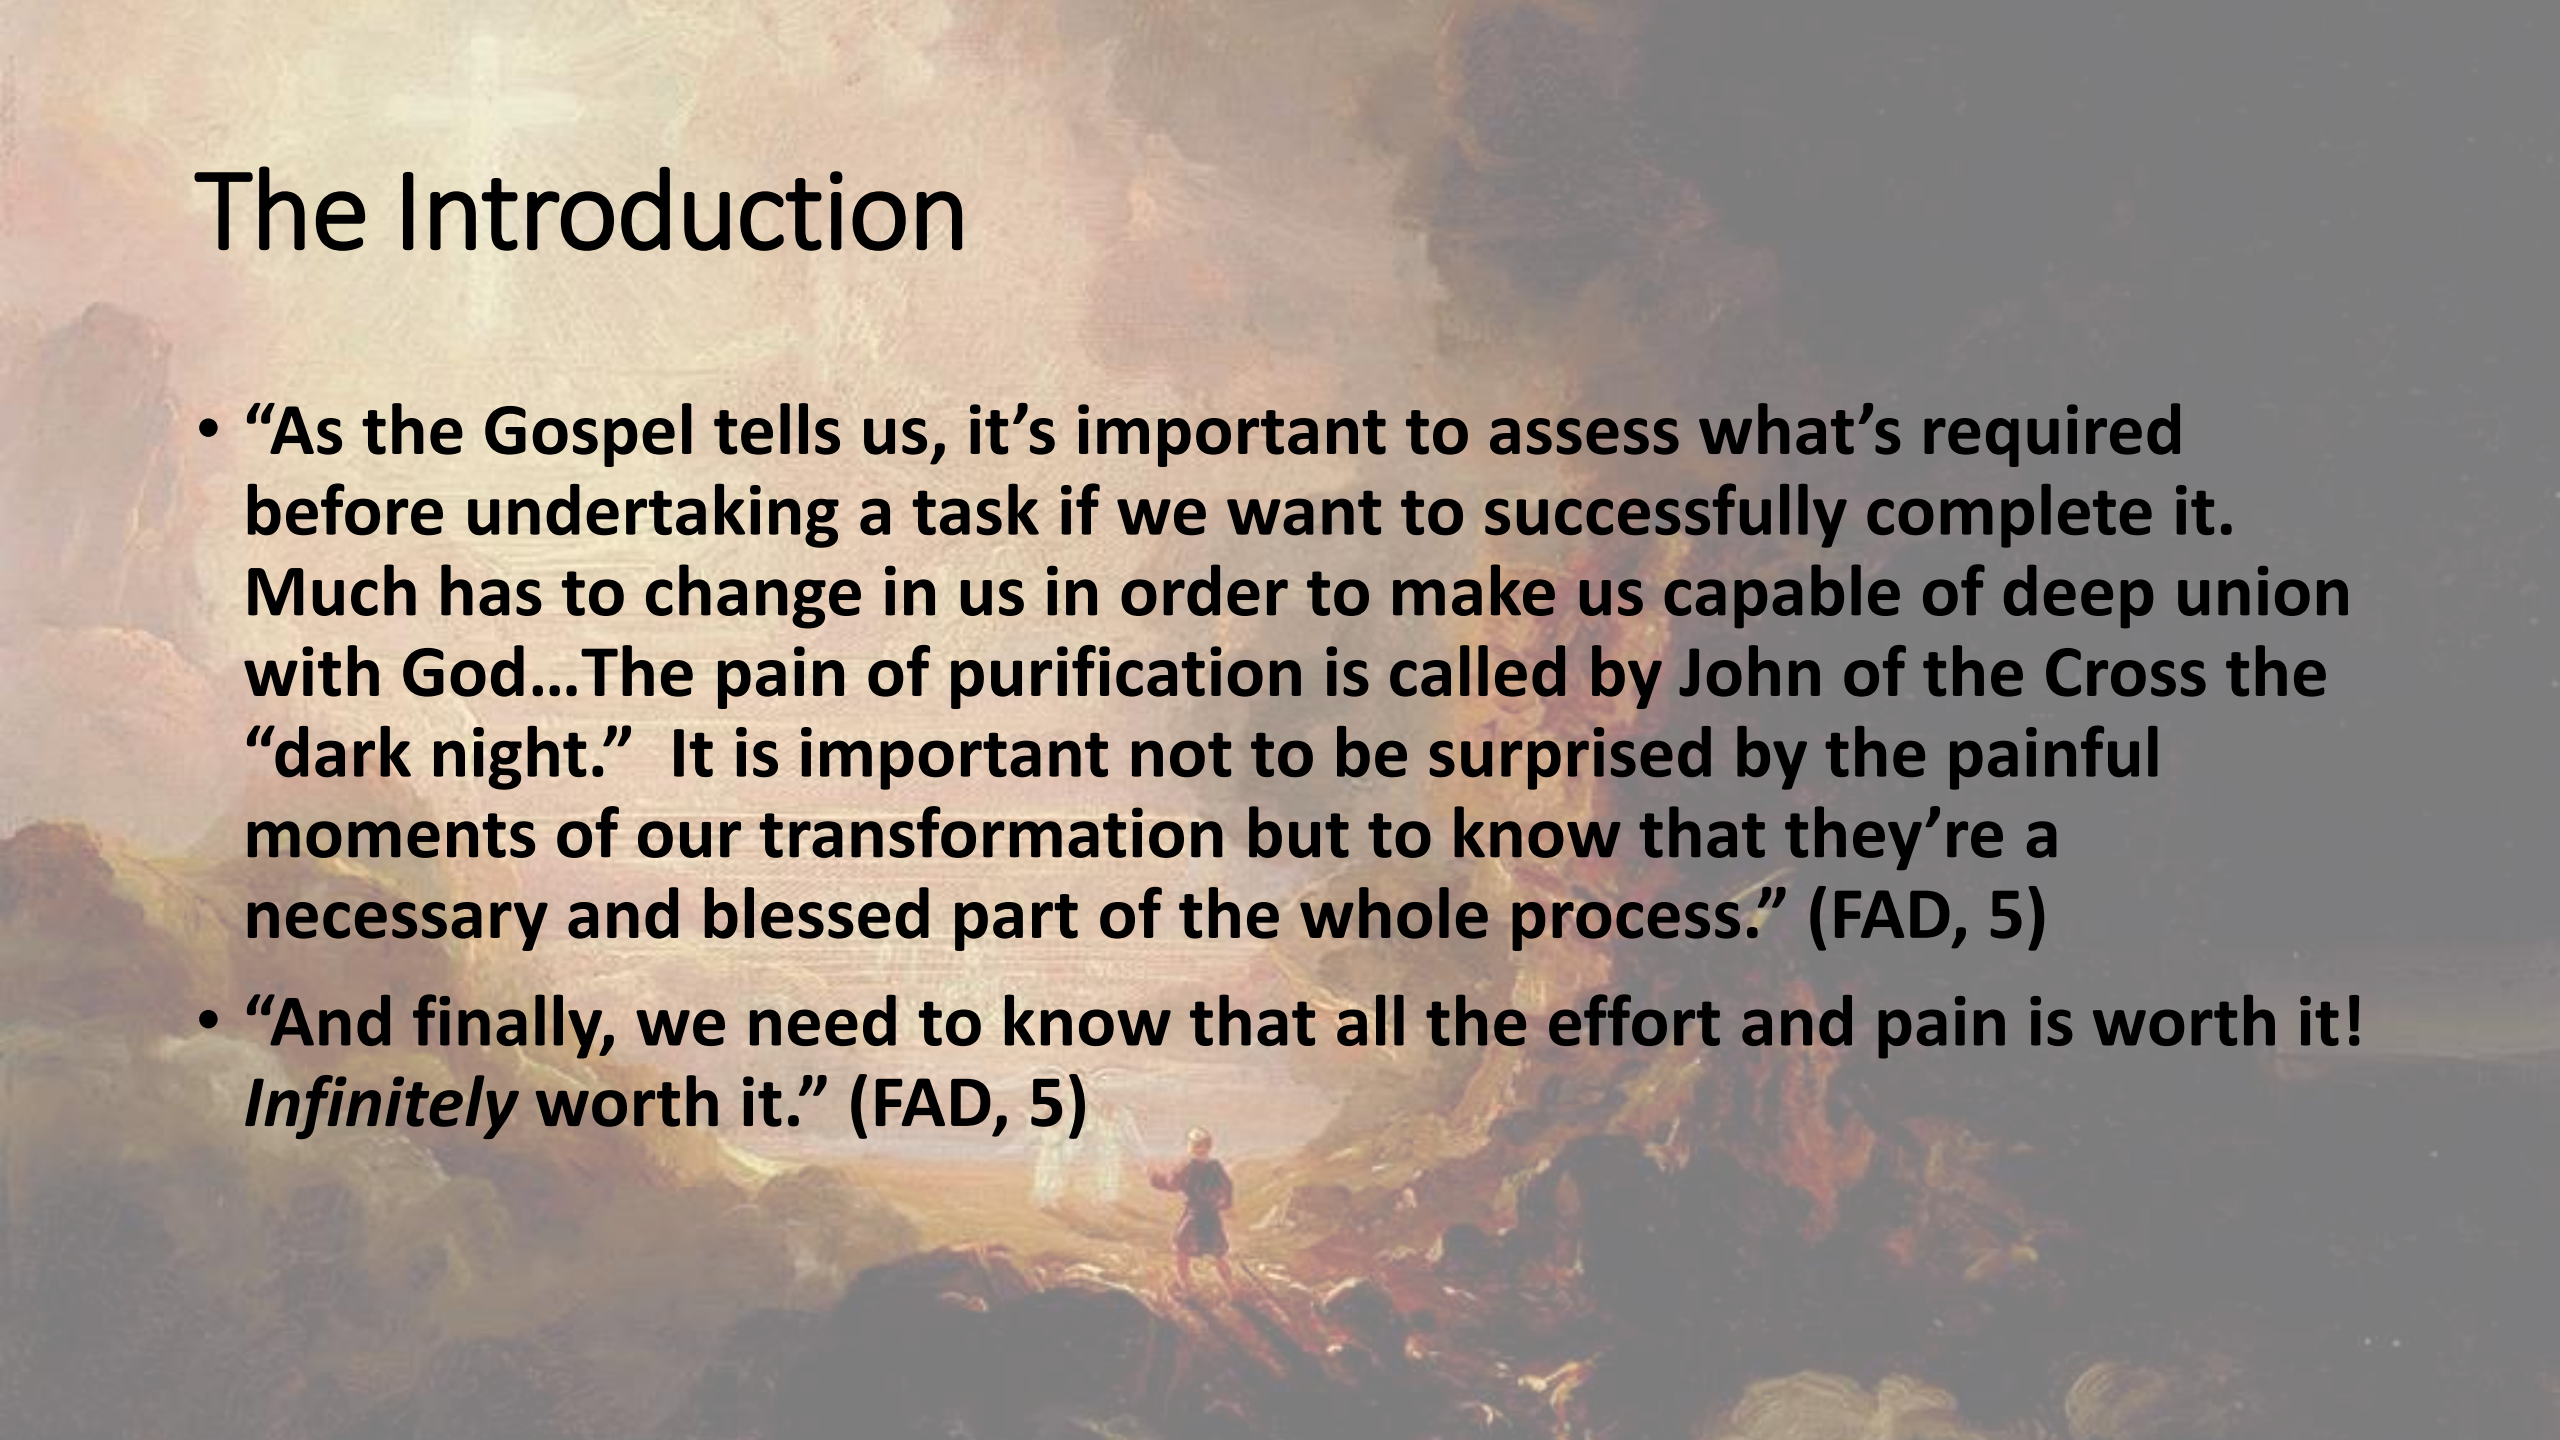 The Introduction
• “As the Gospel tells us, it’s important to assess what’s required
before undertaking a task if we want to successfully complete it.
Much has to change in us in order to make us capable of deep union
with God…The pain of purification is called by John of the Cross the
“dark night.”  It is important not to be surprised by the painful
moments of our transformation but to know that they’re a
necessary and blessed part of the whole process.” (FAD, 5)
• “And finally, we need to know that all the effort and pain is worth it!
Infinitely worth it.” (FAD, 5)